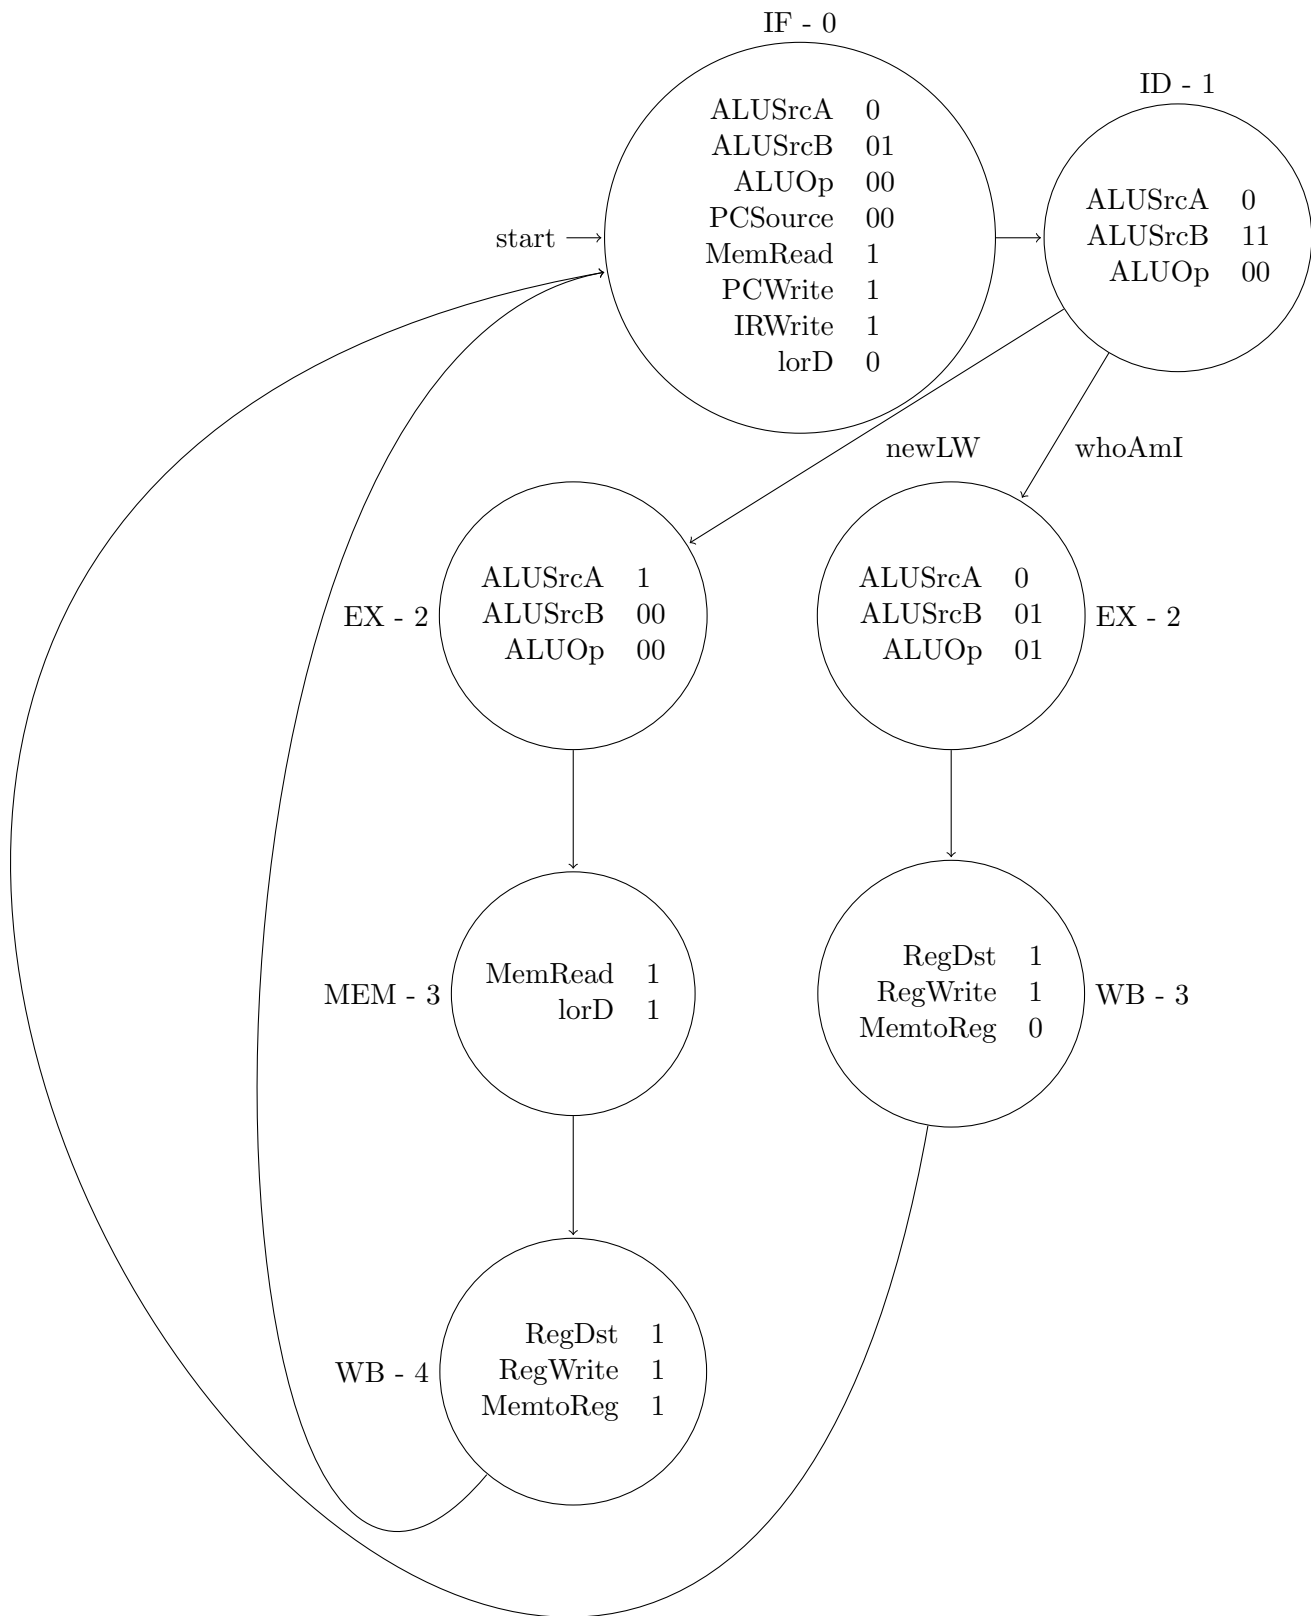 IF - 0
ALUSrcA 0
ALUSrcB 01
ALUOp 00
PCSource 00
MemRead 1
PCWrite 1
IRWrite 1
lorD 0
start
ID - 1
ALUSrcA 0
ALUSrcB 11
ALUOp 00
newLW
whoAmI
EX - 2
ALUSrcA 1
ALUSrcB 00
ALUOp 00
ALUSrcA 0
ALUSrcB 01
ALUOp 01
EX - 2
MEM - 3
MemRead 1
lorD 1
RegDst 1
RegWrite 1
MemtoReg 0
WB - 3
WB - 4
RegDst 1
RegWrite 1
MemtoReg 1